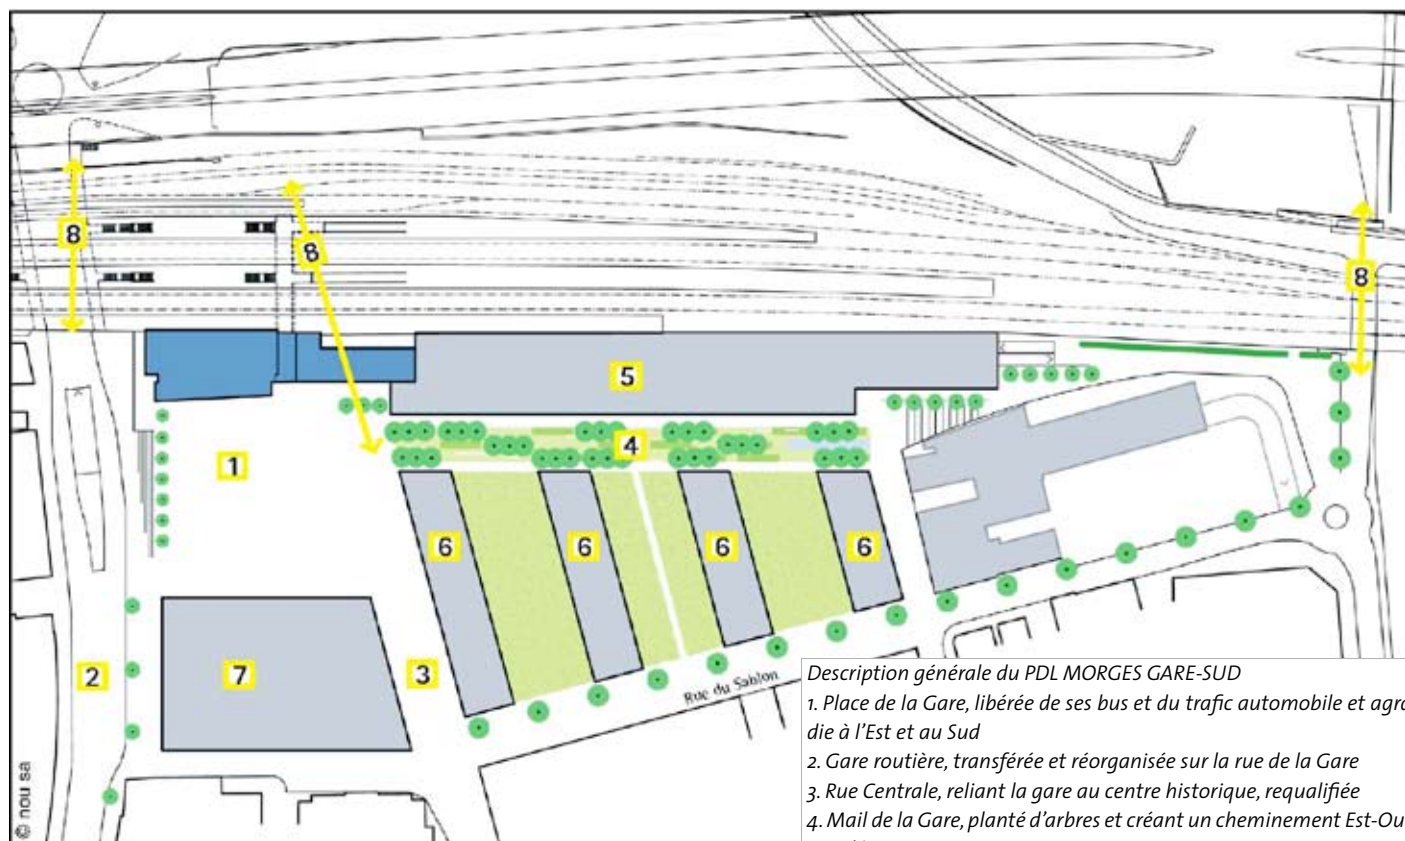 8
8
8
5
4
1
6
6
6
6
2
7
3
Rue du Sablon
© nou sa
Description générale du PDL MORGES GARE-SUD
1. Place de la Gare, libérée de ses bus et du trafic automobile et agra
die à l'Est et au Sud
2. Gare routière, transférée et réorganisée sur la rue de la Gare
3. Rue Centrale, reliant la gare au centre historique, requalifiée
4. Mail de la Gare, planté d'arbres et créant un cheminement Est-Ou